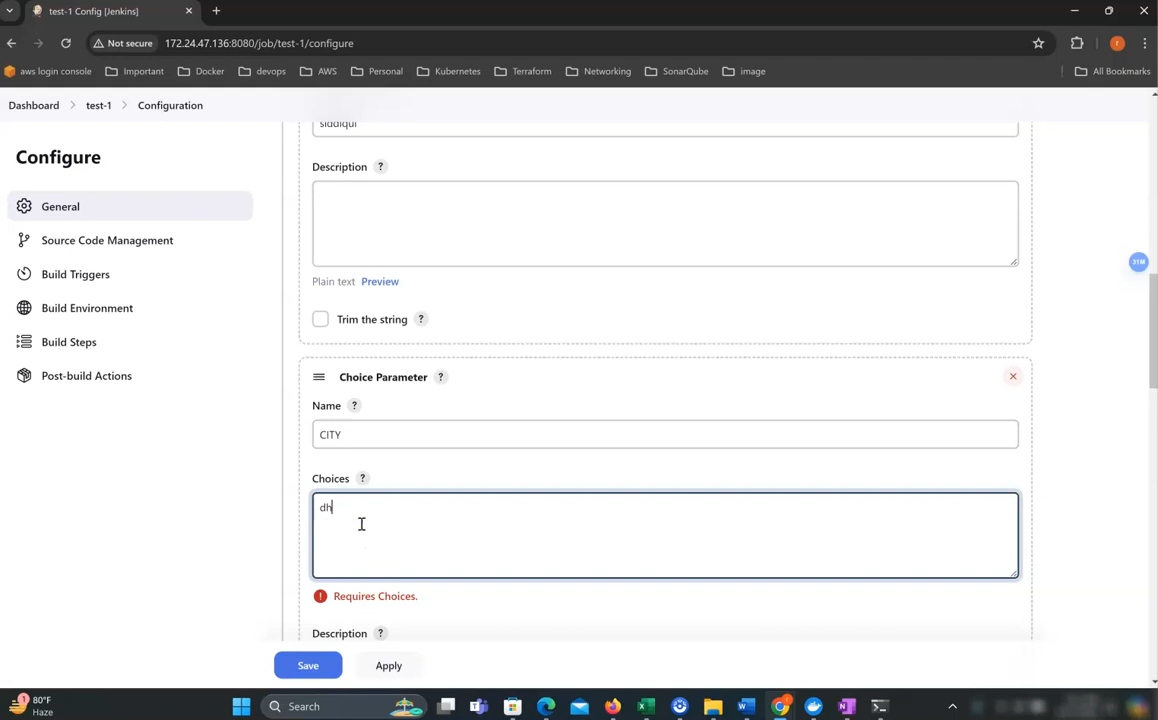 test-1 Config [Jenkins]
Not secure
172.24.47.136:8080/job/test-1/configure
aws login console
Important
Docker
devops
AWS
Personal
Kubernetes
Terraform
Networking
SonarQube
image
All Bookmarks
Dashboard > test-1 > Configuration
Configure
General
Source Code Management
Build Triggers
Build Environment
Build Steps
Post-build Actions
siddiqui
Description ?
Plain text Preview
Trim the string ?
Choice Parameter ?
Name ?
CITY
Choices ?
dh
Requires Choices.
Description ?
Save
Apply
31M
80°F
Haze
Search